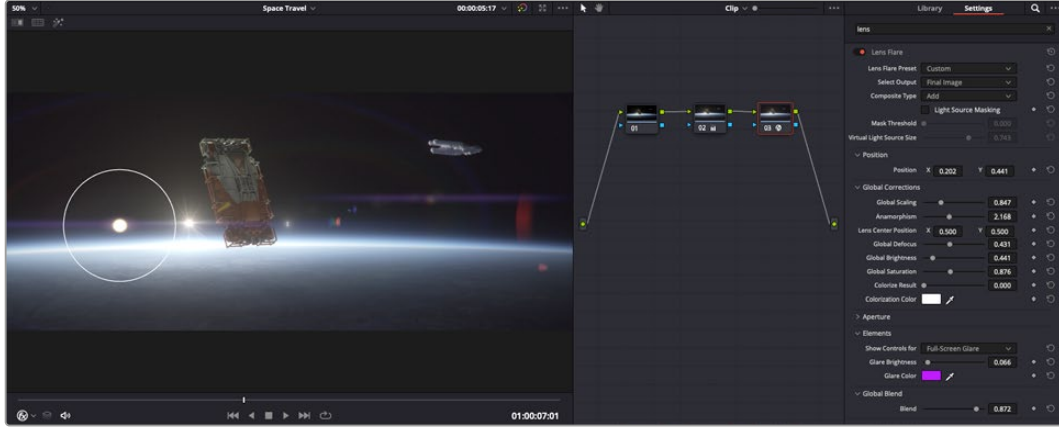 50% Space Travel 00:00:05:17 Clip Library Settings
lens
Lens Flare
Lens Flare Preset Custom
Select Output Final Image
Composite Type Add
Light Source Masking
Mask Threshold 0.000
Virtual Light Source Size 0.743
Position
Position X 0.202 Y 0.441
Global Corrections
Global Scaling 0.847
Anamorphism 2.168
Lens Center Position X 0.500 Y 0.500
Global Defocus 0.431
Global Brightness 0.441
Global Saturation 0.876
Colorize Result 0.000
Colorization Color
Aperture
Elements
Show Controls for Full-Screen Glare
Glare Brightness 0.066
Glare Color
Global Blend
Blend 0.872
01 02 03
01:00:07:01